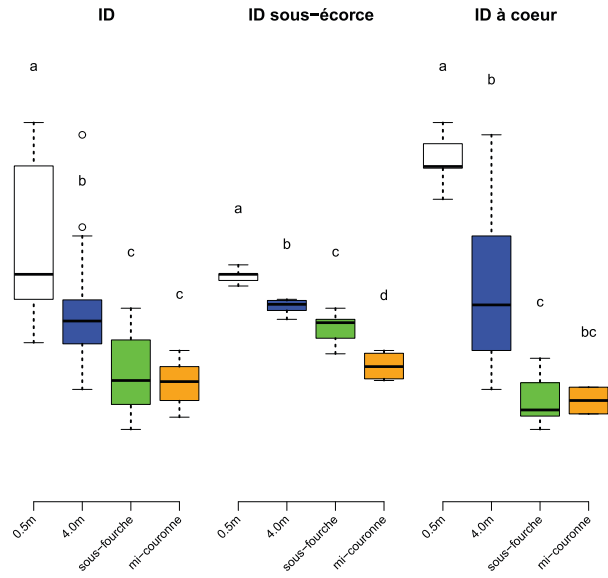 ID
ID sous−écorce
ID à coeur
a
b
c
c
a
b
c
d
a
b
c
bc
0.5m
4.0m
sous−fourche
mi−couronne
0.5m
4.0m
sous−fourche
mi−couronne
0.5m
4.0m
sous−fourche
mi−couronne